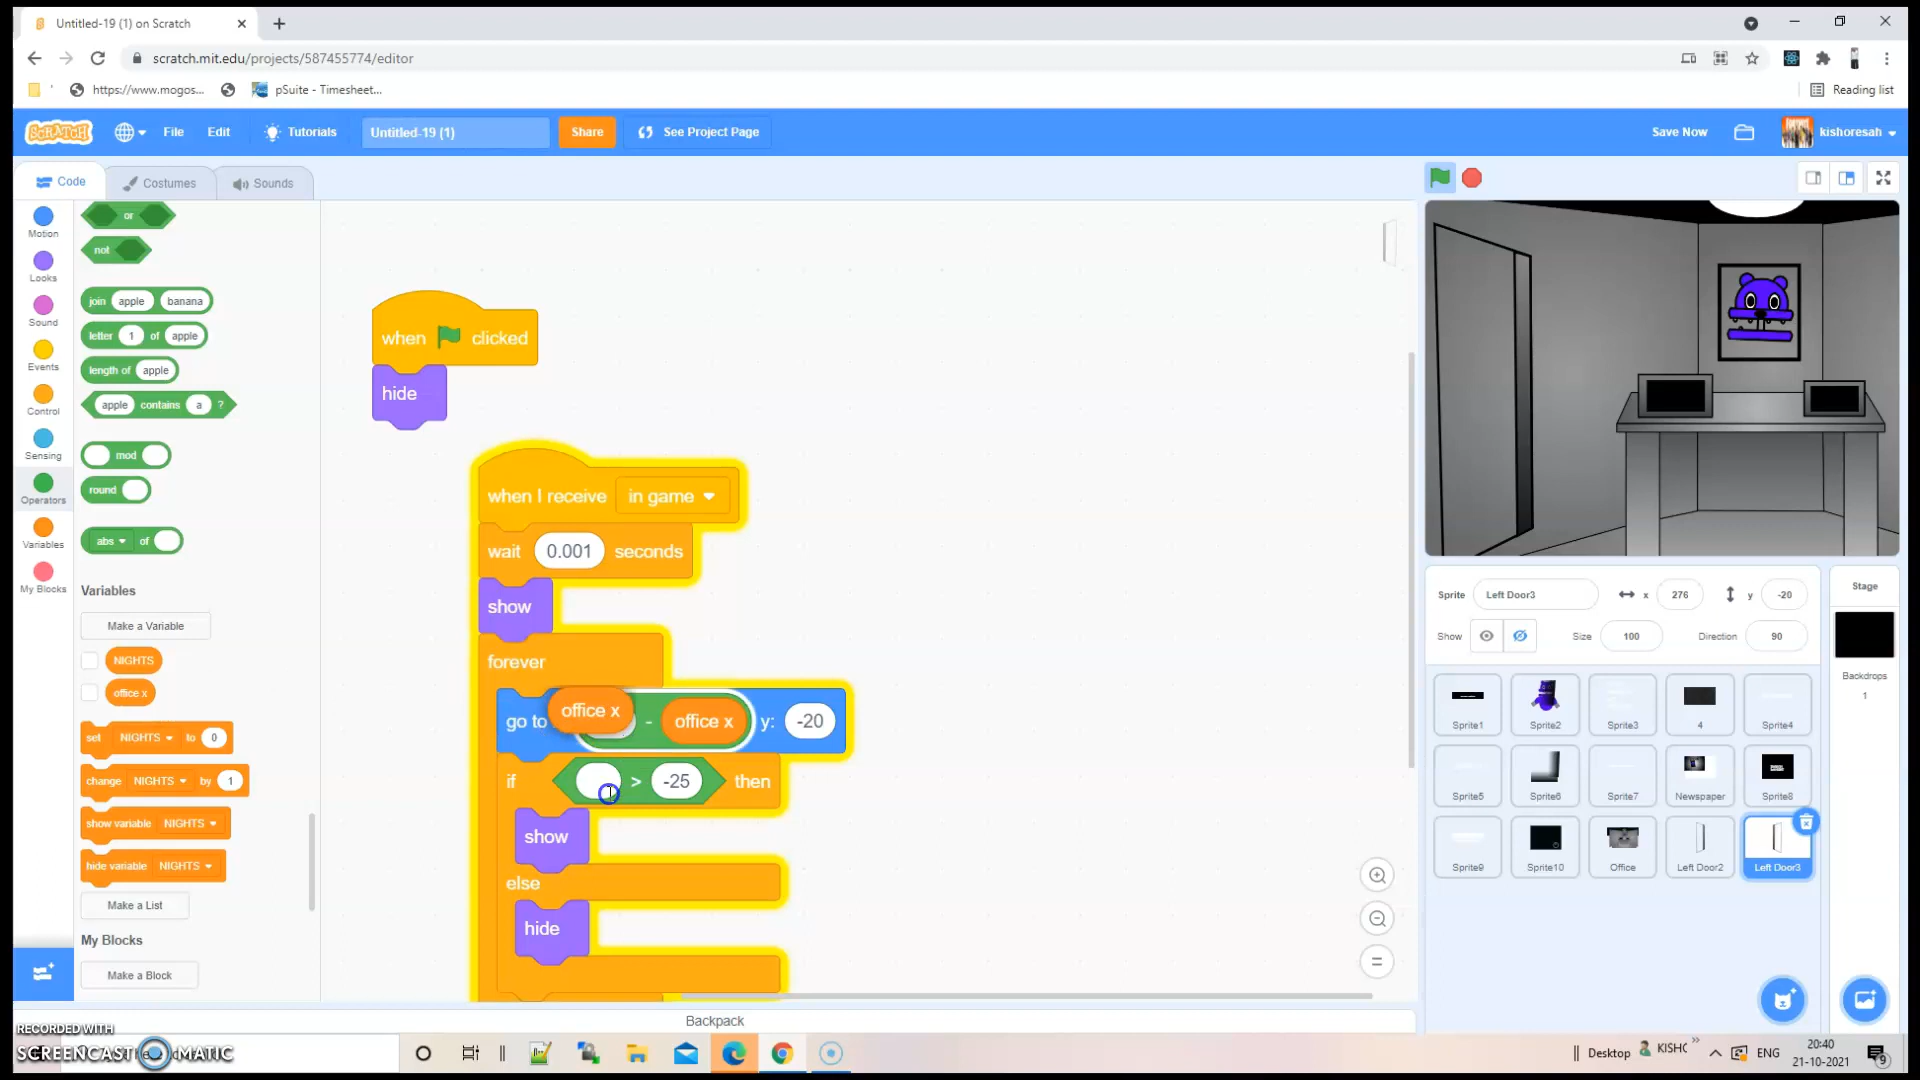 Untitled-19 (1) on Scratch
scratch.mit.edu/projects/587455774/editor
https://www.mogos...
pSuite - Timesheet...
Reading list
SCRATCH
File
Edit
Tutorials
Untitled-19 (1)
Share
See Project Page
Save Now
kishoresah
Code
Costumes
Sounds
Motion
Looks
Sound
Events
Control
Sensing
Operators
Variables
My Blocks
or
not
join apple banana
letter 1 of apple
length of apple
apple contains a ?
mod
round
abs of
Variables
Make a Variable
NIGHTS
office x
set NIGHTS to 0
change NIGHTS by 1
show variable NIGHTS
hide variable NIGHTS
Make a List
My Blocks
Make a Block
when clicked
hide
when I receive in game
wait 0.001 seconds
show
forever
go to office x - office x y: -20
if > -25 then
show
else
hide
Backpack
Sprite Left Door3 x 276 y -20
Show Size 100 Direction 90
Sprite1
Sprite2
Sprite3
4
Sprite4
Sprite5
Sprite6
Sprite7
Newspaper
Sprite8
Sprite9
Sprite10
Office
Left Door2
Left Door3
Stage
Backdrops
1
RECORDED WITH
SCREENCAST-O-MATIC
Desktop
KISHC
ENG
20:40
21-10-2021
9